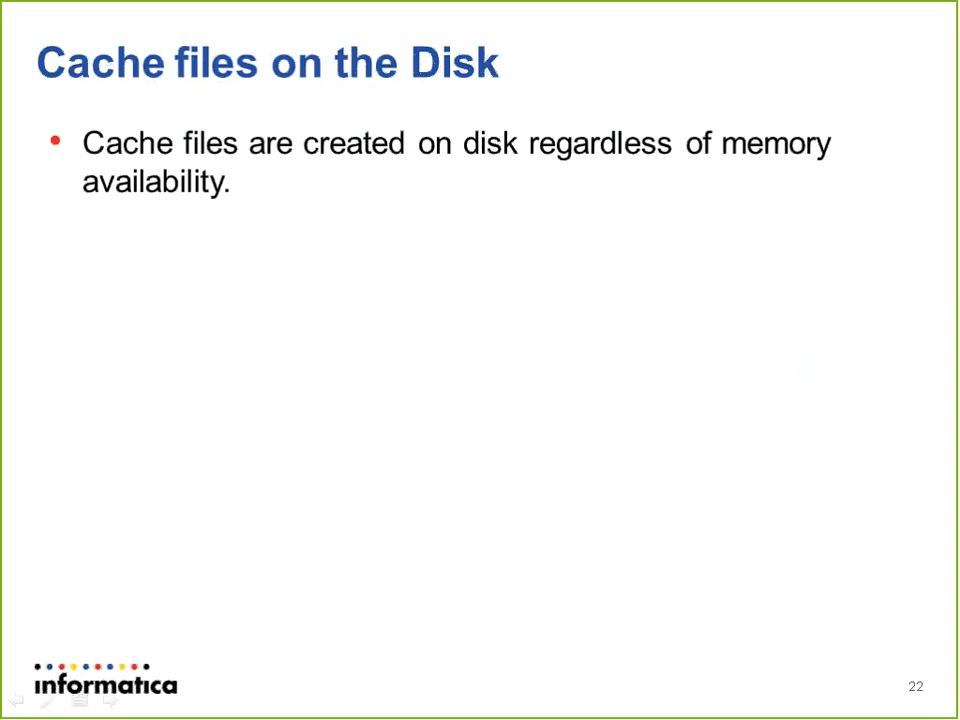 Cache files on the Disk
• Cache files are created on disk regardless of memory
availability.
informatica
22